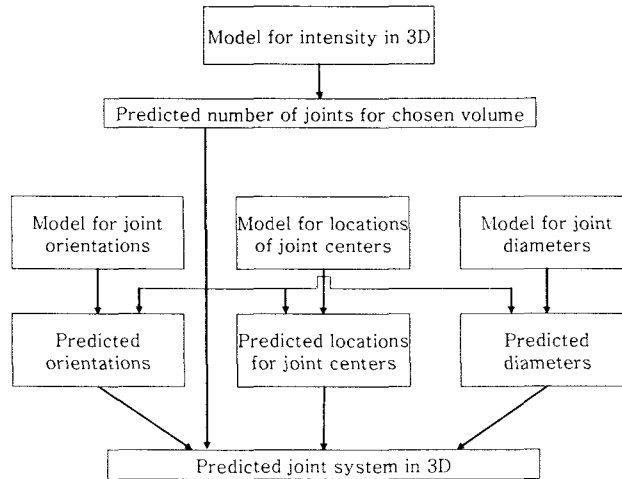 Model for intensity in 3D
Predicted number of joints for chosen volume
Model for joint
orientations
Model for locations
of joint centers
Model for joint
diameters
Predicted
orientations
Predicted locations
for joint centers
Predicted
diameters
Predicted joint system in 3D